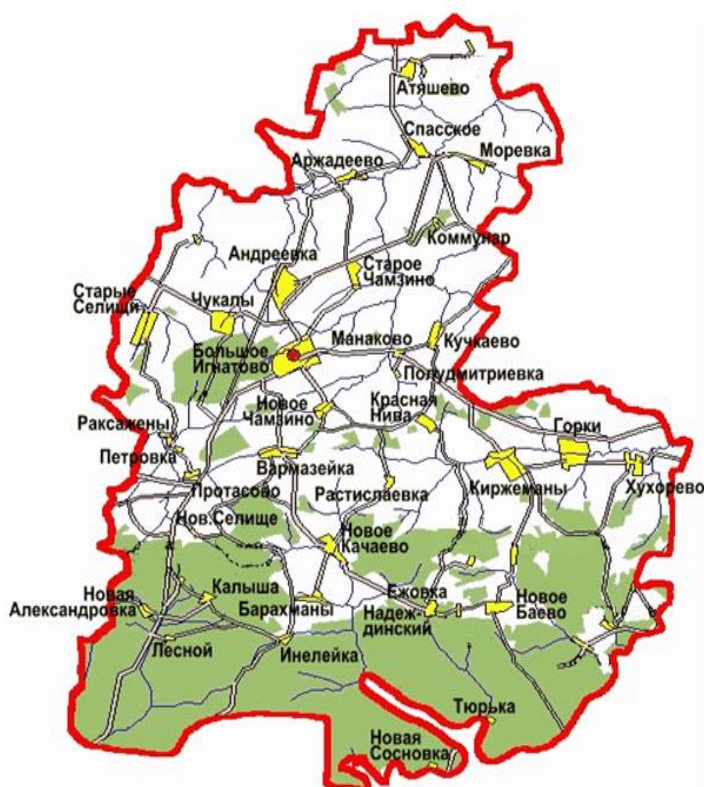 Атяшево
Спасское
Моревка
Аржадеево
Коммунар
Андреевка
Старое
Чамзино
Старые
Селищи
Чукалы
Манаково
Кучкаево
Большое
Игнатово
Полудмитриевка
Новое
Чамзино
Красная
Нива
Раксажены
Горки
Петровка
Вармазейка
Киржеманы
Хухорево
Протасово
Растислаевка
Нов.Селище
Новое
Качаево
Новая
Александровка
Калыша
Барахманы
Ежовка
Надеж-
динский
Новое
Баево
Лесной
Инелейка
Тюрька
Новая
Сосновка